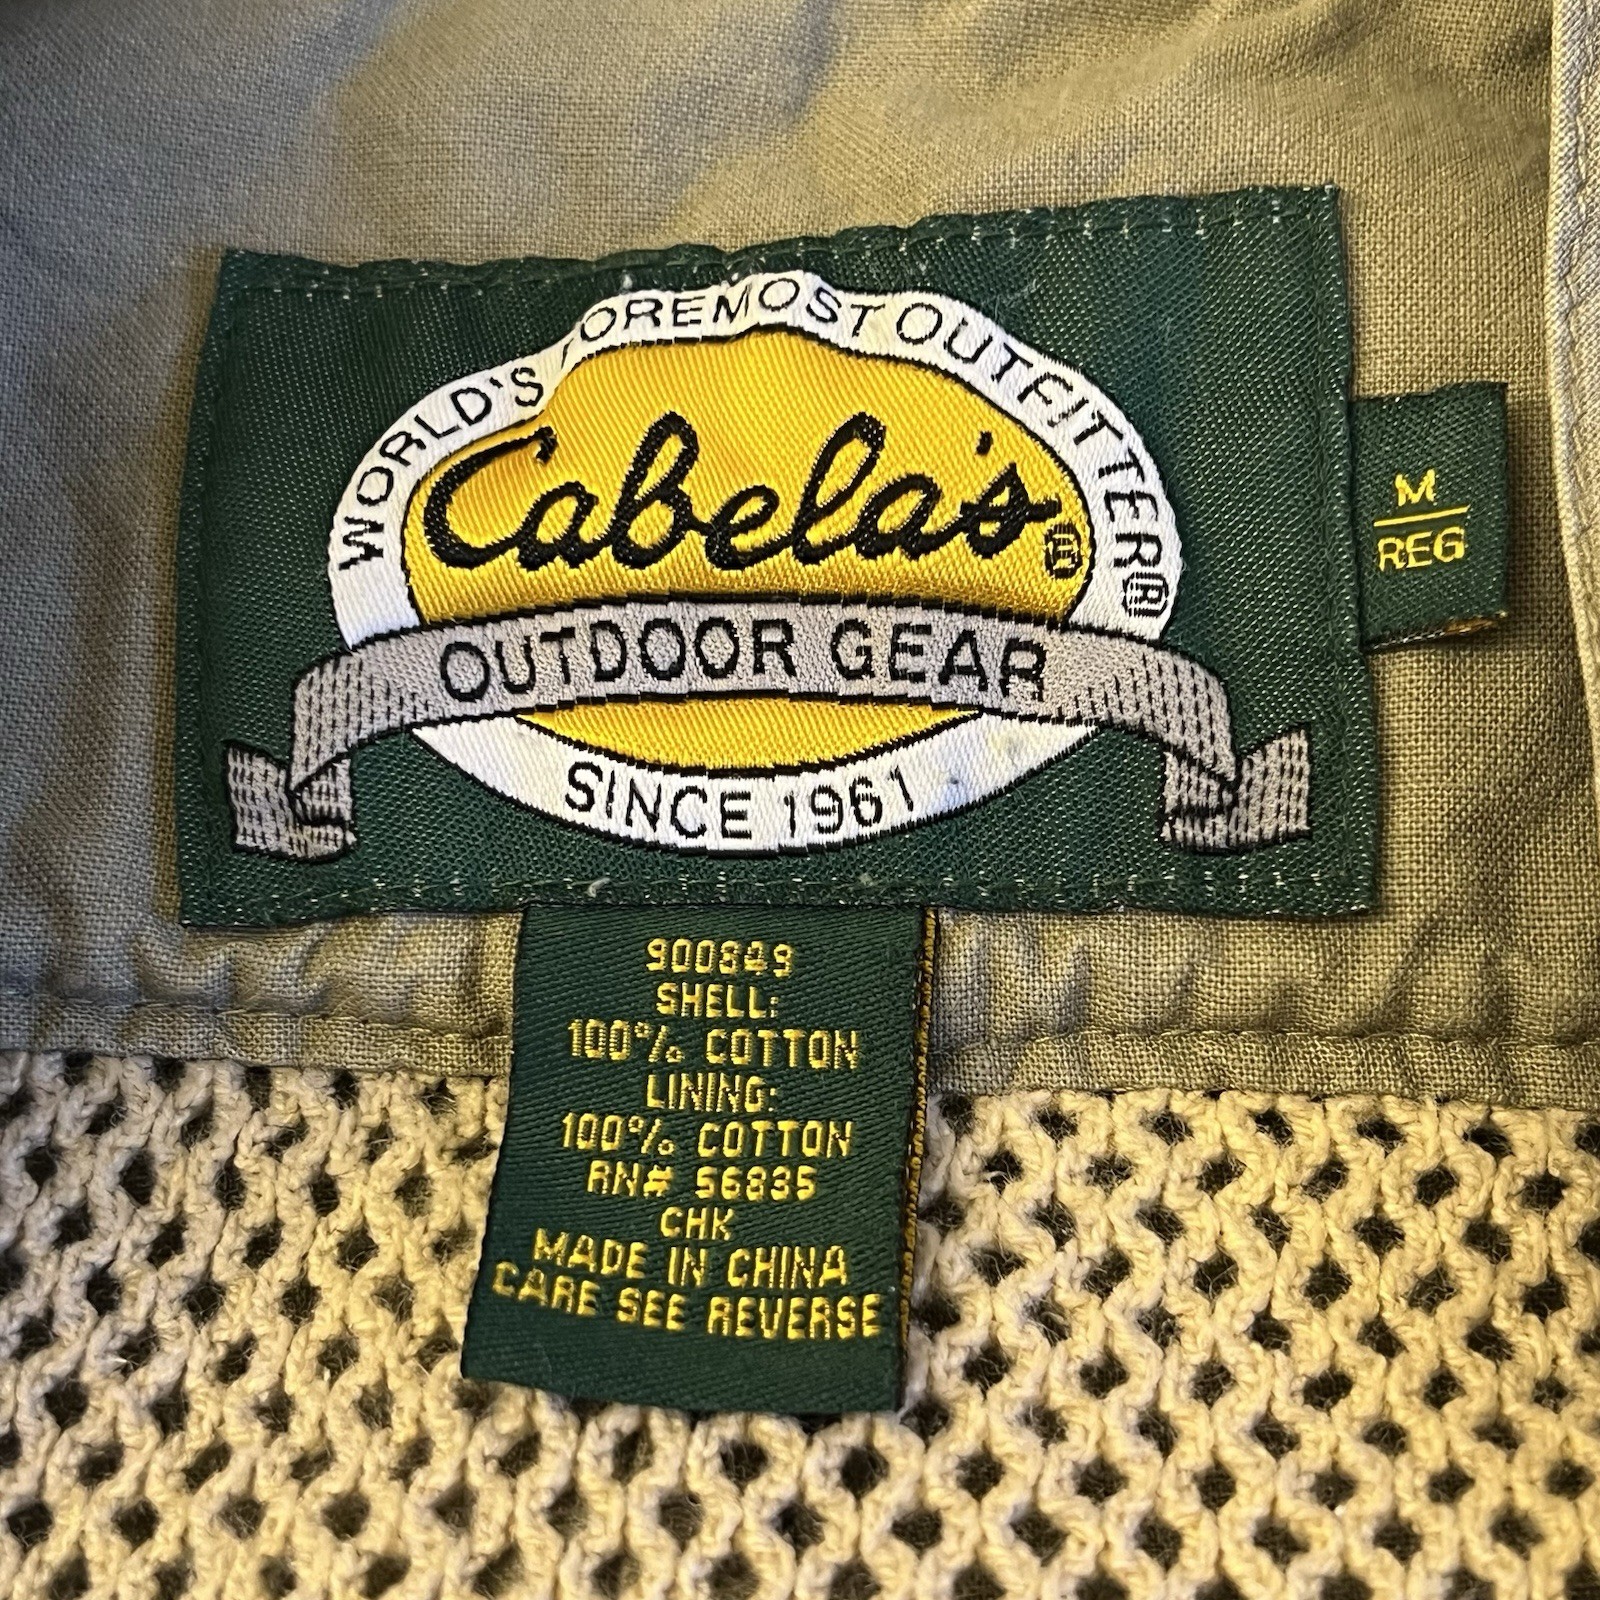 WORLD'S FOREMOST OUTFITTER®
Cabela's®
OUTDOOR GEAR
SINCE 1961
M
REG
900849
SHELL:
100% COTTON
LINING:
100% COTTON
RN# 56835
CHK
MADE IN CHINA
CARE SEE REVERSE